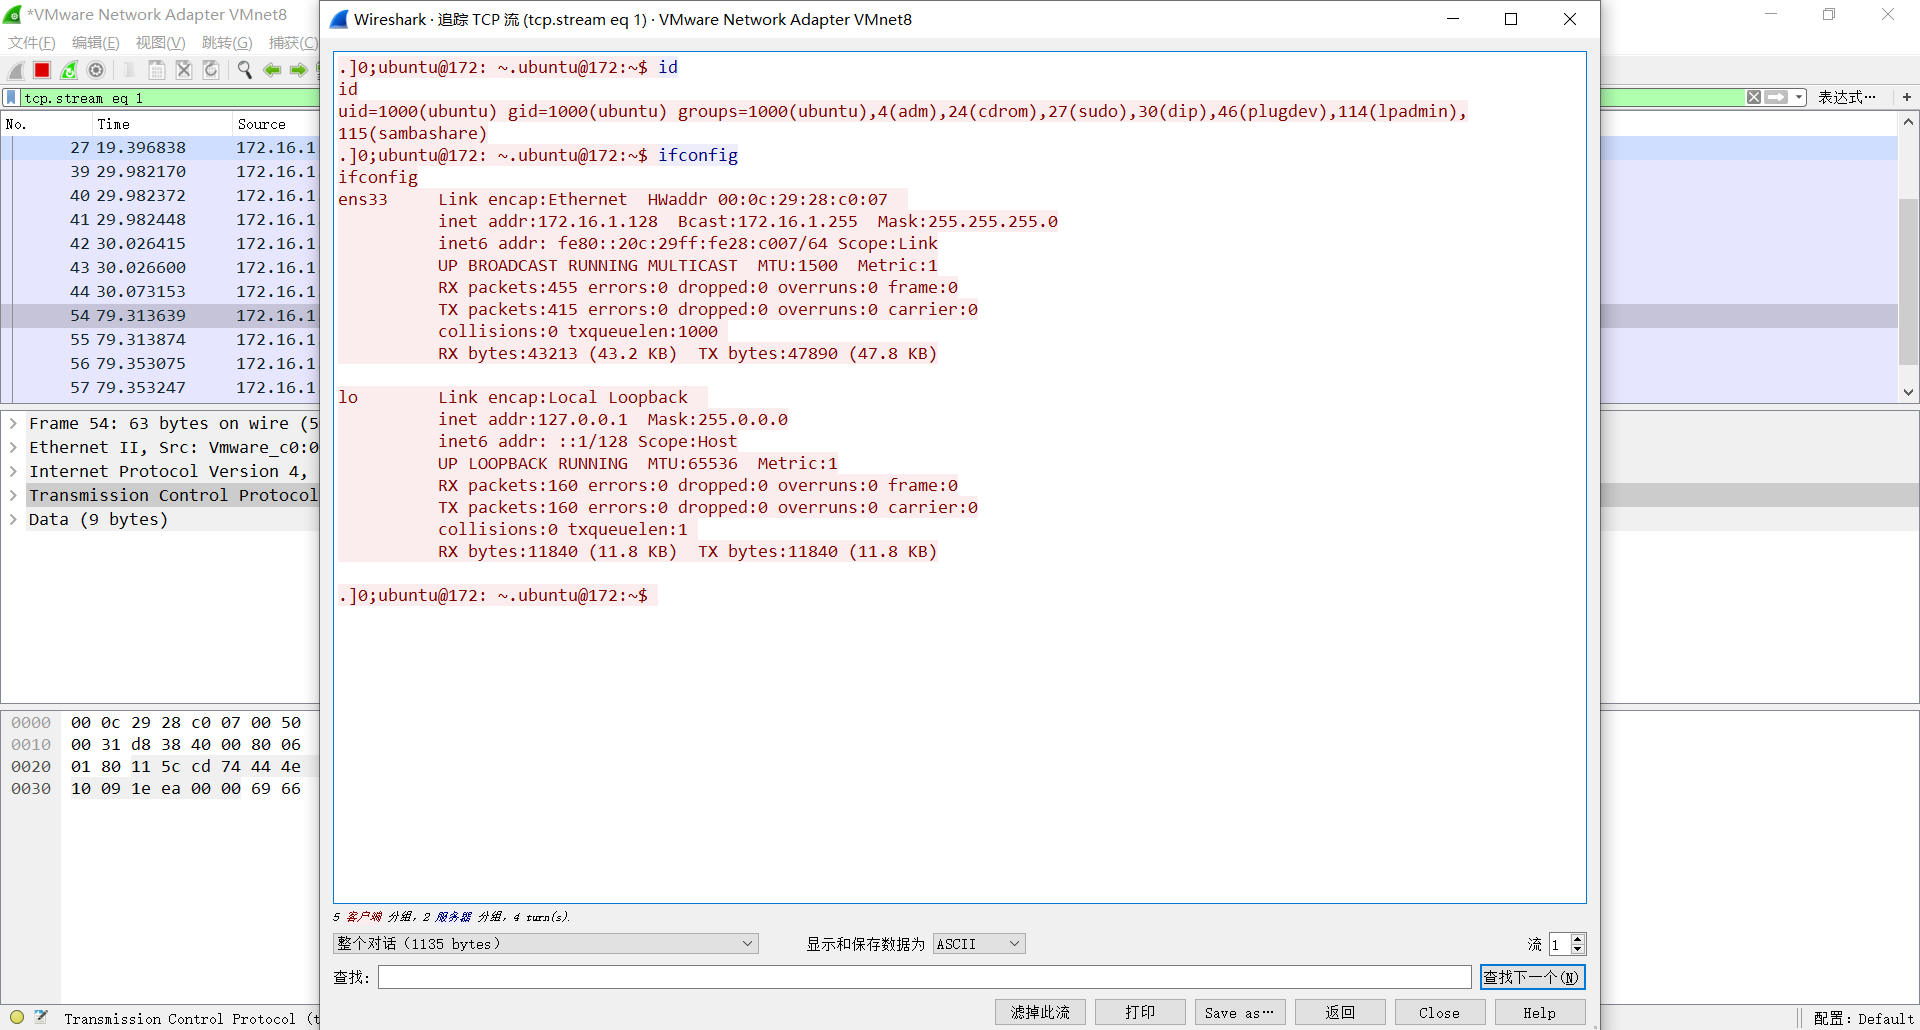 *VMware Network Adapter VMnet8
文件(F) 编辑(E) 视图(V) 跳转(G) 捕获(C)
tcp.stream eq 1
表达式…
+
No. Time Source
27 19.396838 172.16.1
39 29.982170 172.16.1
40 29.982372 172.16.1
41 29.982448 172.16.1
42 30.026415 172.16.1
43 30.026600 172.16.1
44 30.073153 172.16.1
54 79.313639 172.16.1
55 79.313874 172.16.1
56 79.353075 172.16.1
57 79.353247 172.16.1
Frame 54: 63 bytes on wire (5
Ethernet II, Src: Vmware_c0:0
Internet Protocol Version 4,
Transmission Control Protocol
Data (9 bytes)
0000 00 0c 29 28 c0 07 00 50
0010 00 31 d8 38 40 00 80 06
0020 01 80 11 5c cd 74 44 4e
0030 10 09 1e ea 00 00 69 66
Transmission Control Protocol (t
配置：Default
Wireshark · 追踪 TCP 流 (tcp.stream eq 1) · VMware Network Adapter VMnet8
.]0;ubuntu@172: ~.ubuntu@172:~$ id
id
uid=1000(ubuntu) gid=1000(ubuntu) groups=1000(ubuntu),4(adm),24(cdrom),27(sudo),30(dip),46(plugdev),114(lpadmin),
115(sambashare)
.]0;ubuntu@172: ~.ubuntu@172:~$ ifconfig
ifconfig
ens33     Link encap:Ethernet  HWaddr 00:0c:29:28:c0:07
inet addr:172.16.1.128  Bcast:172.16.1.255  Mask:255.255.255.0
inet6 addr: fe80::20c:29ff:fe28:c007/64 Scope:Link
UP BROADCAST RUNNING MULTICAST  MTU:1500  Metric:1
RX packets:455 errors:0 dropped:0 overruns:0 frame:0
TX packets:415 errors:0 dropped:0 overruns:0 carrier:0
collisions:0 txqueuelen:1000
RX bytes:43213 (43.2 KB)  TX bytes:47890 (47.8 KB)
lo        Link encap:Local Loopback
inet addr:127.0.0.1  Mask:255.0.0.0
inet6 addr: ::1/128 Scope:Host
UP LOOPBACK RUNNING  MTU:65536  Metric:1
RX packets:160 errors:0 dropped:0 overruns:0 frame:0
TX packets:160 errors:0 dropped:0 overruns:0 carrier:0
collisions:0 txqueuelen:1
RX bytes:11840 (11.8 KB)  TX bytes:11840 (11.8 KB)
.]0;ubuntu@172: ~.ubuntu@172:~$
5 客户端 分组, 2 服务器 分组, 4 turn(s).
整个对话 (1135 bytes)
显示和保存数据为 ASCII
流 1
查找:
查找下一个(N)
滤掉此流 打印 Save as… 返回 Close Help